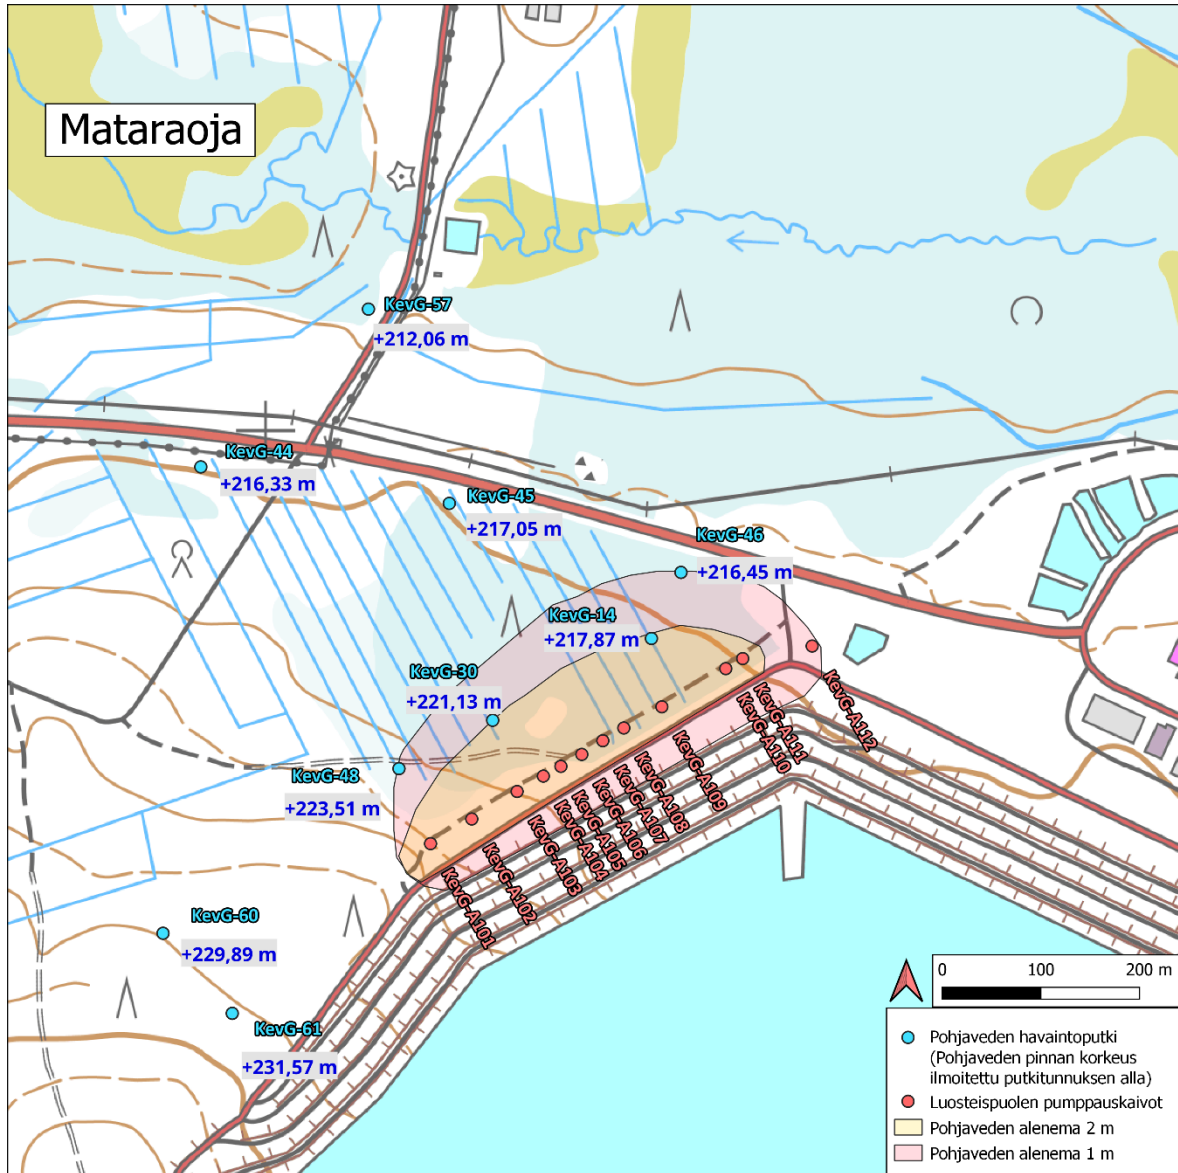 Mataraoja
KevG-57
+212,06 m
KevG-44
+216,33 m
KevG-45
+217,05 m
KevG-46
+216,45 m
KevG-14
+217,87 m
KevG-30
+221,13 m
KevG-48
+223,51 m
KevG-A112
KevG-A111
KevG-A110
KevG-A109
KevG-A108
KevG-A107
KevG-A106
KevG-A105
KevG-A104
KevG-A103
KevG-A102
KevG-A101
KevG-60
+229,89 m
KevG-61
+231,57 m
0 100 200 m
Pohjaveden havaintoputki
(Pohjaveden pinnan korkeus
ilmoitettu putkitunnuksen alla)
Luosteispuolen pumppauskaivot
Pohjaveden alenema 2 m
Pohjaveden alenema 1 m